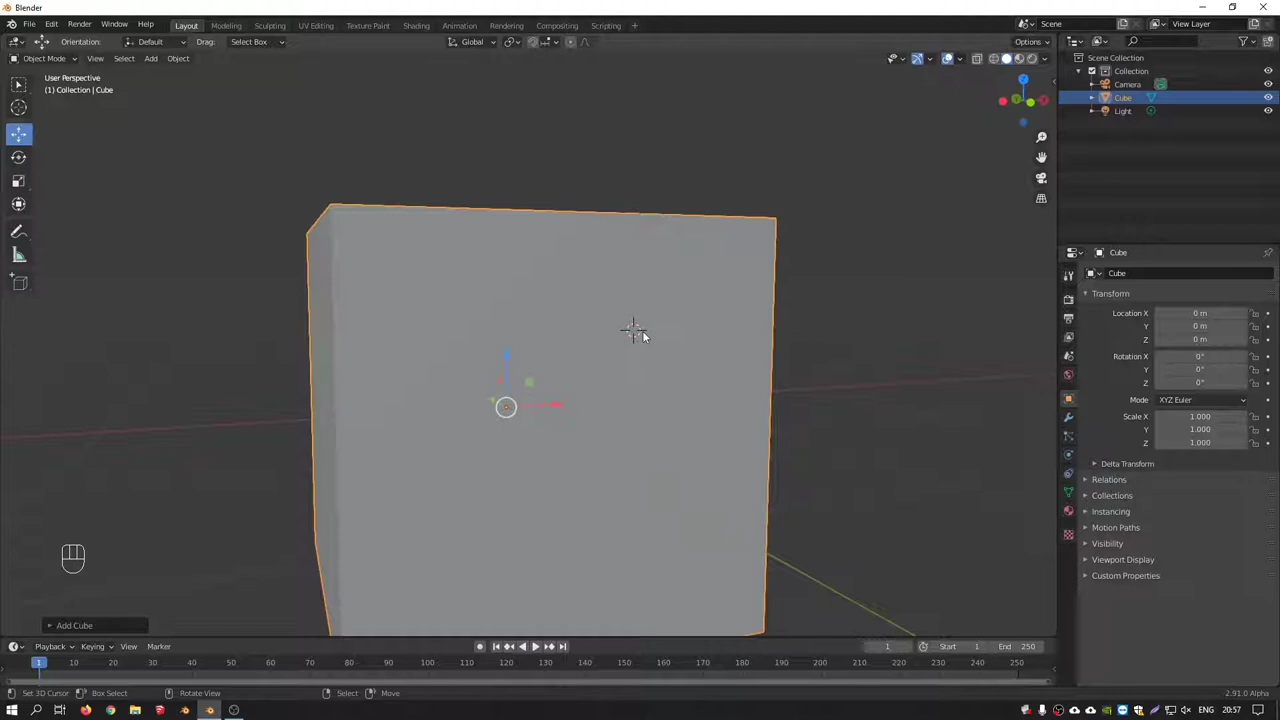 Blender
File Edit Render Window Help Layout Modeling Sculpting UV Editing Texture Paint Shading Animation Rendering Compositing Scripting + Scene View Layer
Orientation: Default Drag: Select Box Global Options
Object Mode View Select Add Object
User Perspective
(1) Collection | Cube
Scene Collection
Collection
Camera
Cube
Light
Z
Cube
Cube
Transform
Location X 0 m
Y 0 m
Z 0 m
Rotation X 0°
Y 0°
Z 0°
Mode XYZ Euler
Scale X 1.000
Y 1.000
Z 1.000
Delta Transform
Relations
Collections
Instancing
Motion Paths
Visibility
Viewport Display
Custom Properties
Add Cube
Playback Keying View Marker 1 Start 1 End 250
1 10 20 30 40 50 60 70 80 90 100 110 120 130 140 150 160 170 180 190 200 210 220 230 240 250
Set 3D Cursor Box Select Rotate View Select Move 2.91.0 Alpha
ENG 20:57